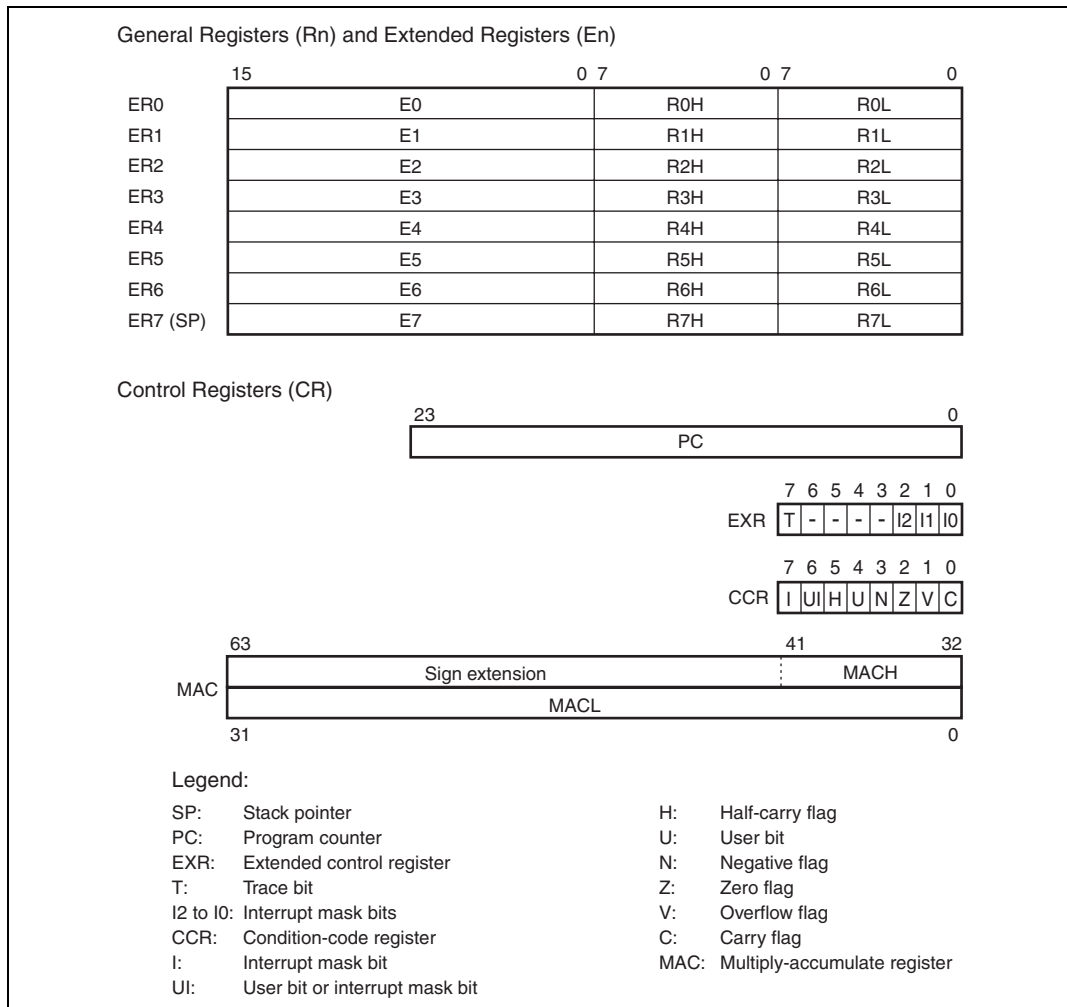 General Registers (Rn) and Extended Registers (En)
15 0 7 0 7 0
ER0 E0 R0H R0L
ER1 E1 R1H R1L
ER2 E2 R2H R2L
ER3 E3 R3H R3L
ER4 E4 R4H R4L
ER5 E5 R5H R5L
ER6 E6 R6H R6L
ER7 (SP) E7 R7H R7L
Control Registers (CR)
23 0
PC
7 6 5 4 3 2 1 0
EXR T - - - - I2 I1 I0
7 6 5 4 3 2 1 0
CCR I UI H U N Z V C
63 41 32
MAC Sign extension MACH
MACL
31 0
Legend:
SP: Stack pointer
PC: Program counter
EXR: Extended control register
T: Trace bit
I2 to I0: Interrupt mask bits
CCR: Condition-code register
I: Interrupt mask bit
UI: User bit or interrupt mask bit
H: Half-carry flag
U: User bit
N: Negative flag
Z: Zero flag
V: Overflow flag
C: Carry flag
MAC: Multiply-accumulate register